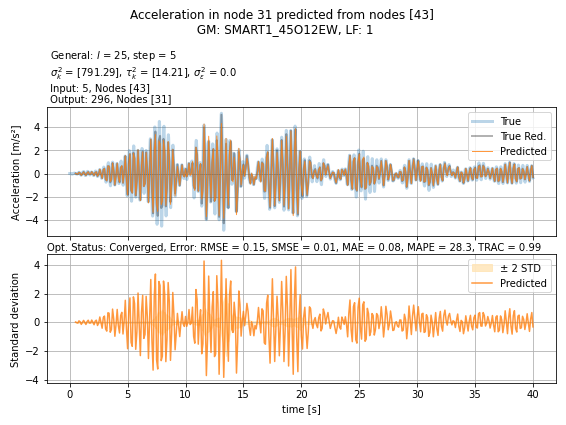 Acceleration in node 31 predicted from nodes [43]
GM: SMART1_45O12EW, LF: 1
General: l = 25, step = 5
σ²ₖ = [791.29], τ²ₖ = [14.21], σ²ε = 0.0
Input: 5, Nodes [43]
Output: 296, Nodes [31]
Acceleration [m/s²]
4
2
0
−2
−4
True
True Red.
Predicted
Opt. Status: Converged, Error: RMSE = 0.15, SMSE = 0.01, MAE = 0.08, MAPE = 28.3, TRAC = 0.99
Standard deviation
4
2
0
−2
−4
± 2 STD
Predicted
0 5 10 15 20 25 30 35 40
time [s]